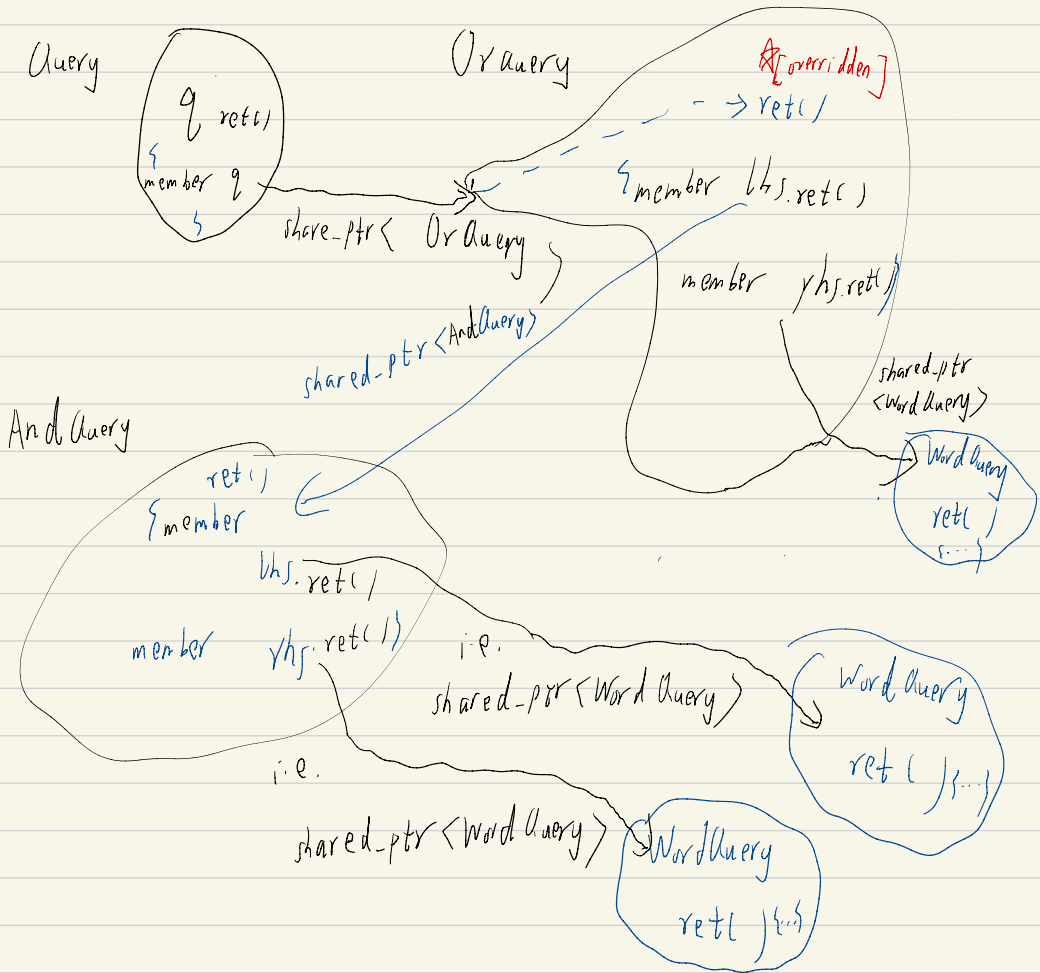 Query
OrQuery
*[overridden]
q ret()
→ ret()
{
member q
{ member lhs.ret()
}
share_ptr< OrQuery
>
member rhs.ret()}
shared_ptr<AndQuery>
shared_ptr
<WordQuery>
AndQuery
WordQuery
ret()
{....}
ret()
{member
lhs.ret()
member rhs.ret()}
i.e.
shared_ptr<WordQuery>
WordQuery
ret(){...}
i.e.
shared_ptr<WordQuery>
WordQuery
ret(){...}